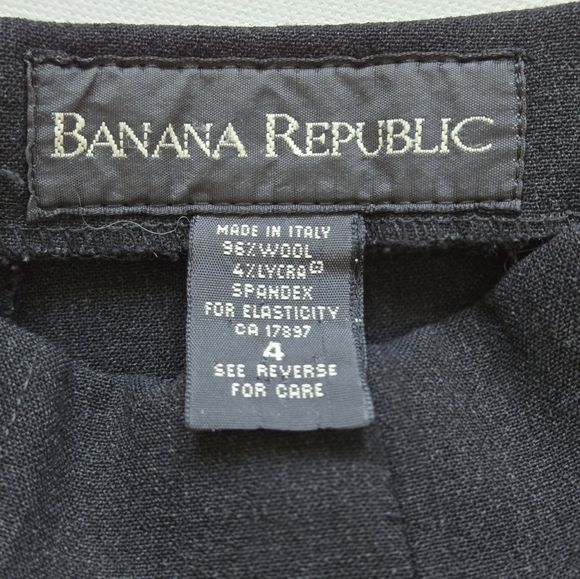 BANANA REPUBLIC
MADE IN ITALY
96% WOOL
4% LYCRA®
SPANDEX
FOR ELASTICITY
CA 17897
4
SEE REVERSE
FOR CARE